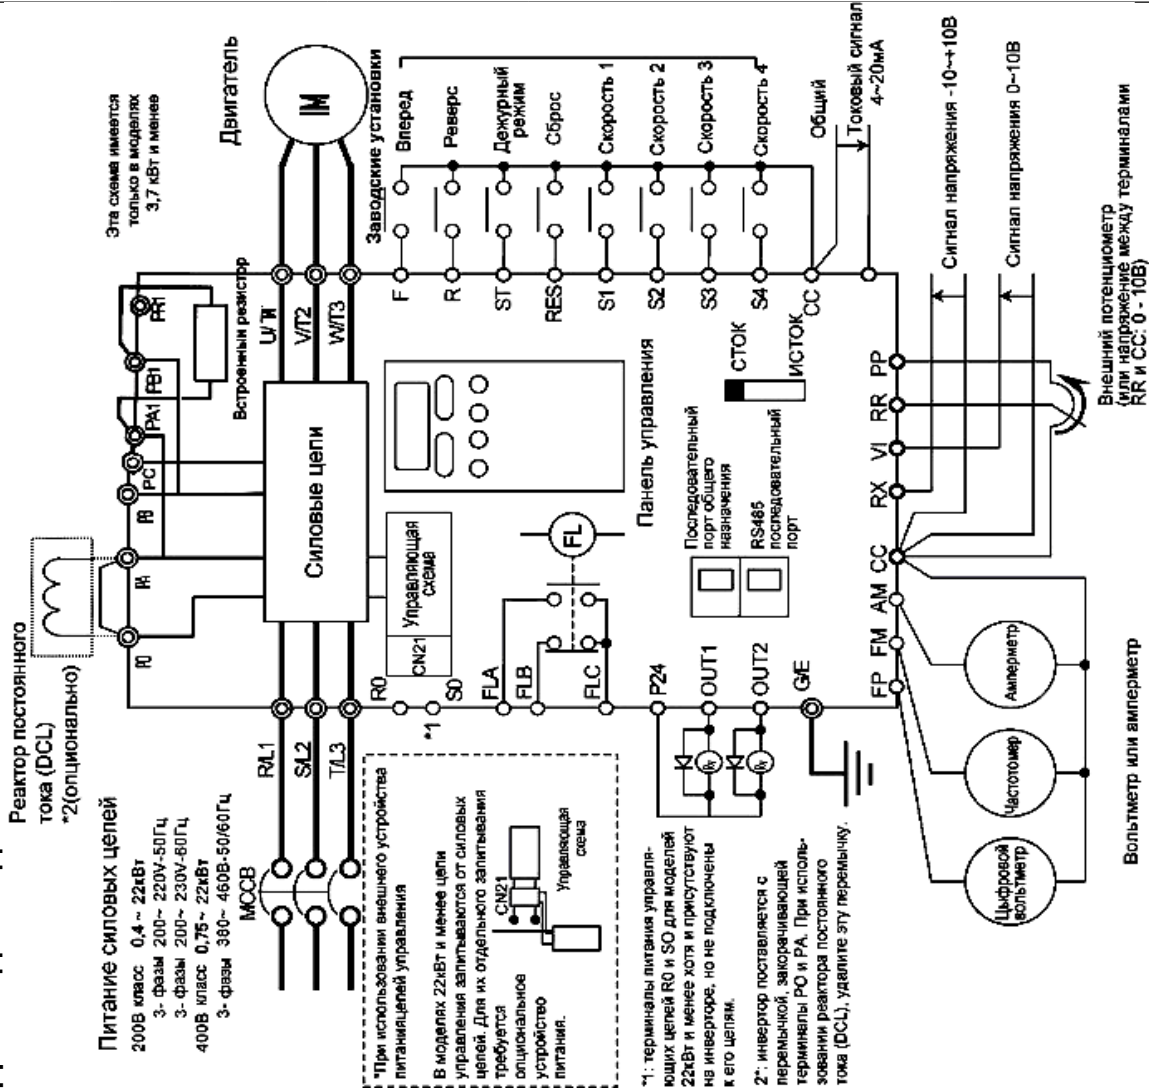 Реактор постоянного
тока (DCL)
*2(опционально)
Питание силовых цепей
200В класс 0,4 ~ 22кВт
3- фазы 200~ 220V-50Гц
3- фазы 200~ 230V-60Гц
400В класс 0,75~ 22кВт
3- фазы 380~ 460В-50/60Гц
MCCB
R/L1
S/L2
T/L3
PO
PA
PB
PC
PA1
PB1
PR1
Встроенным резистор
Эта схема имеется
только в моделях
3,7 кВт и менее
Двигатель
IM
U/T1
V/T2
W/T3
Силовые цепи
Управляющая
схема
CN21
R0
S0
*1
FLA
FLB
FLC
FL
P24
OUT1
OUT2
G/E
Ry
Ry
Панель управления
Заводские установки
F
Вперед
R
Реверс
ST
Дежурный
режим
RES
Сброс
S1
Скорость 1
S2
Скорость 2
S3
Скорость 3
S4
Скорость 4
CC
Общий
Токовый сигнал
4~20мА
СТОК
ИСТОК
Последовательный
порт общего
назначения
RS485
последовательный
порт
FP
FM
AM
CC
RX
VI
RR
PP
Сигнал напряжения -10~+10В
Сигнал напряжения 0~10В
Внешний потенциометр
(или напряжение между терминалами
RR и CC: 0 - 10В)
Амперметр
Частотомер
Цыфровой
вольтметр
Вольтметр или амперметр
*При использовании внешнего устройства
питанияцепей управления
В моделях 22кВт и менее цепи
управления запитываются от силовых
цепей. Для их отдельного запитывания
требуется
опциональное
устройство
питания.
CN21
Управляющая
схема
*1: терминалы питания управля-
ющих цепей R0 и SO для моделей
22кВт и менее хотя и присутствуют
на инверторе, но не подключены
к его цепям.
2*: инвертор поставляется с
перемычкой, закорачивающей
терминалы PO и PA. При исполь-
зовании реактора постоянного
тока (DCL), удалите эту перемычку.